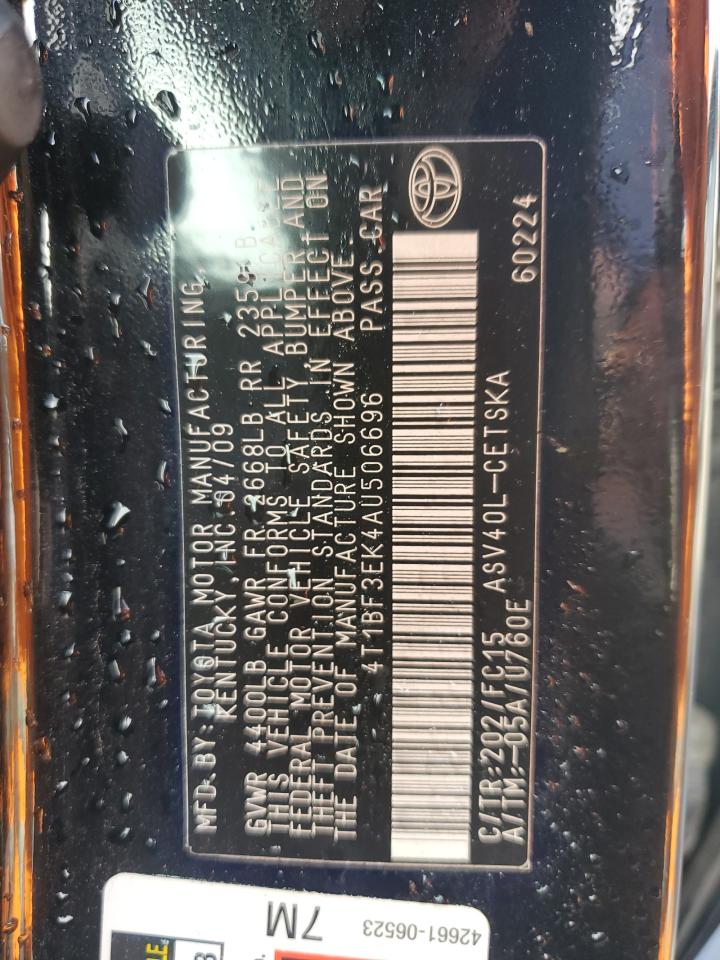 MFD.BY:TOYOTA MOTOR MANUFACTURING,
KENTUCKY,INC 04/09
GVWR 4400LB GAWR FR 2668LB RR
THIS VEHICLE CONFORMS TO ALL
FEDERAL MOTOR VEHICLE SAFETY BUMPER AND
THEFT PREVENTION STANDARDS IN EFFECT ON
THE DATE OF MANUFACTURE SHOWN ABOVE
4T1BF3EK4AU506696 PASS CAR
C/TR:202/FC15 ASV40L-CETSKA 60224
A/TM:-05A/U760E
7M
42661-06523